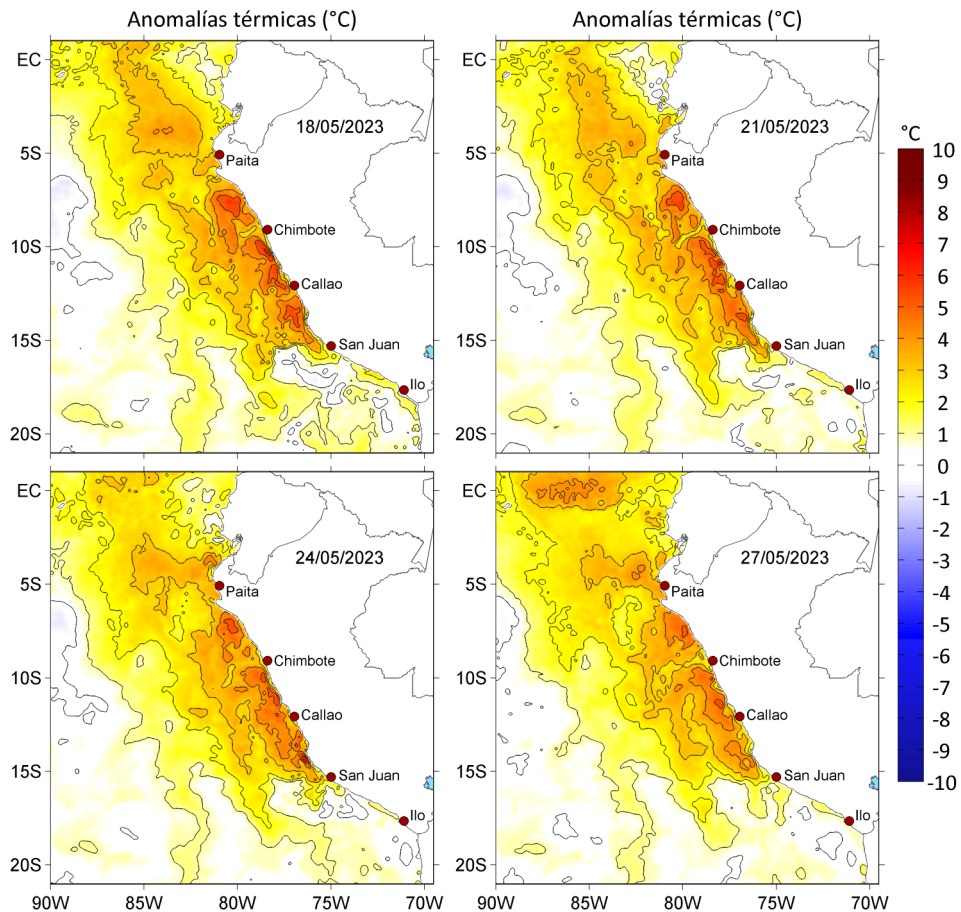 Anomalías térmicas (°C)
Anomalías térmicas (°C)
EC
5S
10S
15S
20S
18/05/2023
Paita
Chimbote
Callao
San Juan
Ilo
EC
5S
10S
15S
20S
21/05/2023
Paita
Chimbote
Callao
San Juan
Ilo
EC
5S
10S
15S
20S
24/05/2023
Paita
Chimbote
Callao
San Juan
Ilo
90W 85W 80W 75W 70W
EC
5S
10S
15S
20S
27/05/2023
Paita
Chimbote
Callao
San Juan
Ilo
90W 85W 80W 75W 70W
°C
10
9
8
7
6
5
4
3
2
1
0
-1
-2
-3
-4
-5
-6
-7
-8
-9
-10